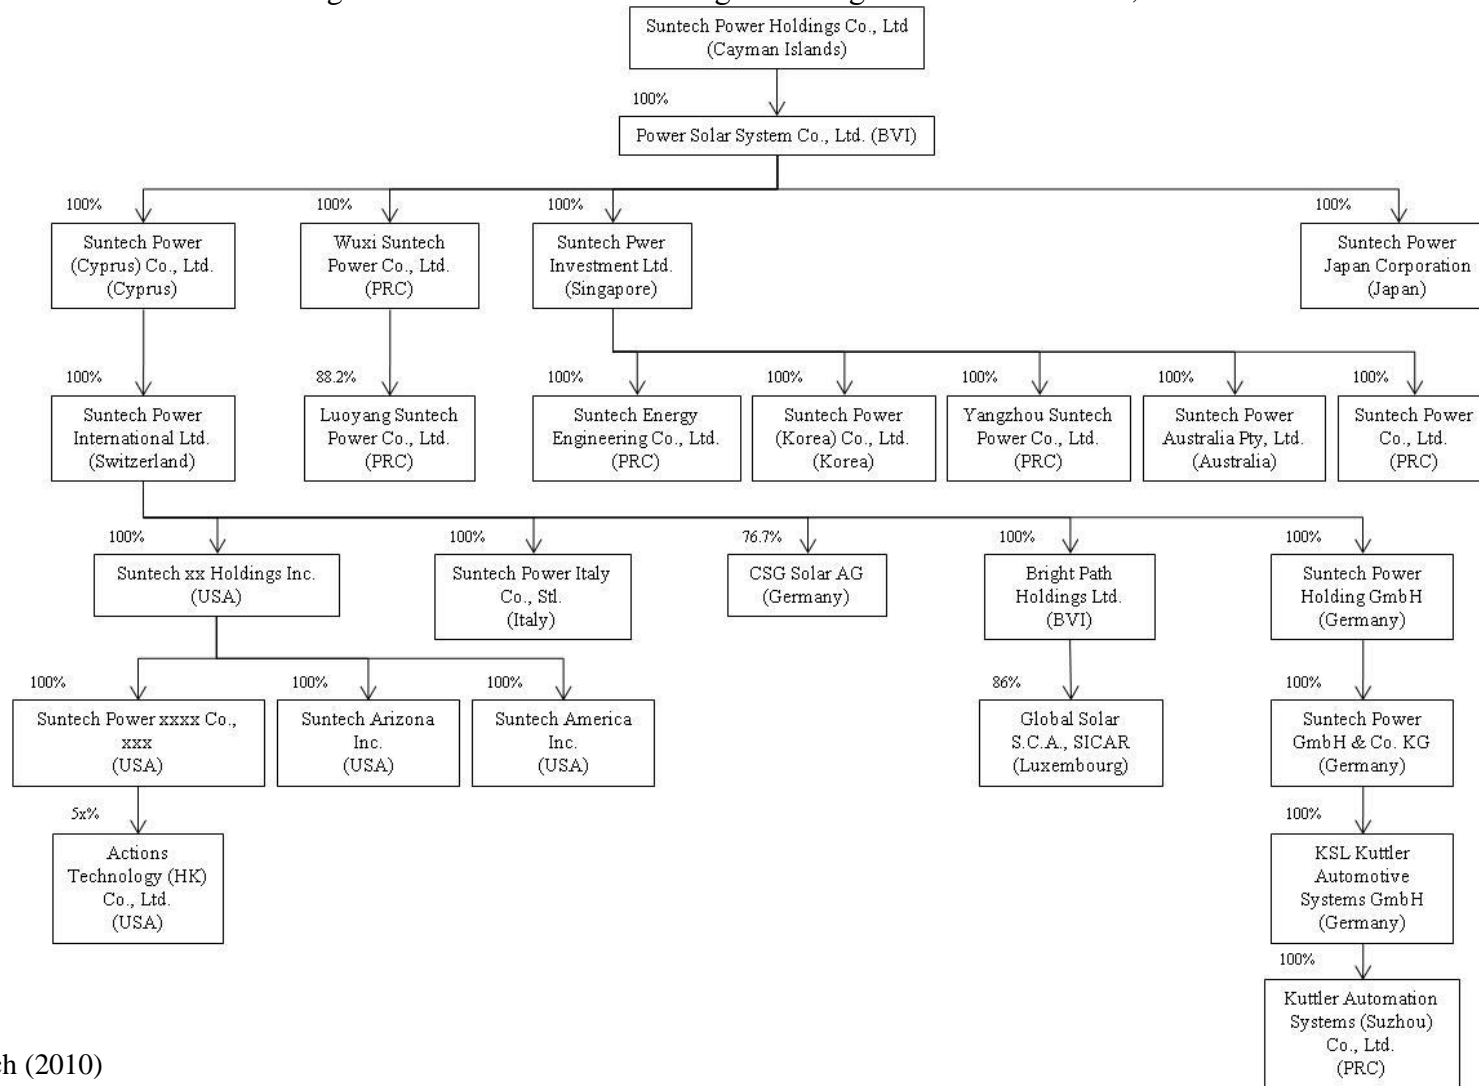 Suntech Power Holdings Co., Ltd
(Cayman Islands)
100%
Power Solar System Co., Ltd. (BVI)
100%
100%
100%
100%
Suntech Power
(Cyprus) Co., Ltd.
(Cyprus)
Wuxi Suntech
Power Co., Ltd.
(PRC)
Suntech Pwer
Investment Ltd.
(Singapore)
Suntech Power
Japan Corporation
(Japan)
100%
88.2%
100%
100%
100%
100%
100%
Suntech Power
International Ltd.
(Switzerland)
Luoyang Suntech
Power Co., Ltd.
(PRC)
Suntech Energy
Engineering Co., Ltd.
(PRC)
Suntech Power
(Korea) Co., Ltd.
(Korea)
Yangzhou Suntech
Power Co., Ltd.
(PRC)
Suntech Power
Australia Pty, Ltd.
(Australia)
Suntech Power
Co., Ltd.
(PRC)
100%
100%
76.7%
100%
100%
Suntech xx Holdings Inc.
(USA)
Suntech Power Italy
Co., Stl.
(Italy)
CSG Solar AG
(Germany)
Bright Path
Holdings Ltd.
(BVI)
Suntech Power
Holding GmbH
(Germany)
100%
100%
100%
86%
100%
Suntech Power xxxx Co.,
xxx
(USA)
Suntech Arizona
Inc.
(USA)
Suntech America
Inc.
(USA)
Global Solar
S.C.A., SICAR
(Luxembourg)
Suntech Power
GmbH & Co. KG
(Germany)
5x%
100%
Actions
Technology (HK)
Co., Ltd.
(USA)
KSL Kuttler
Automotive
Systems GmbH
(Germany)
100%
Kuttler Automation
Systems (Suzhou)
Co., Ltd.
(PRC)
ch (2010)